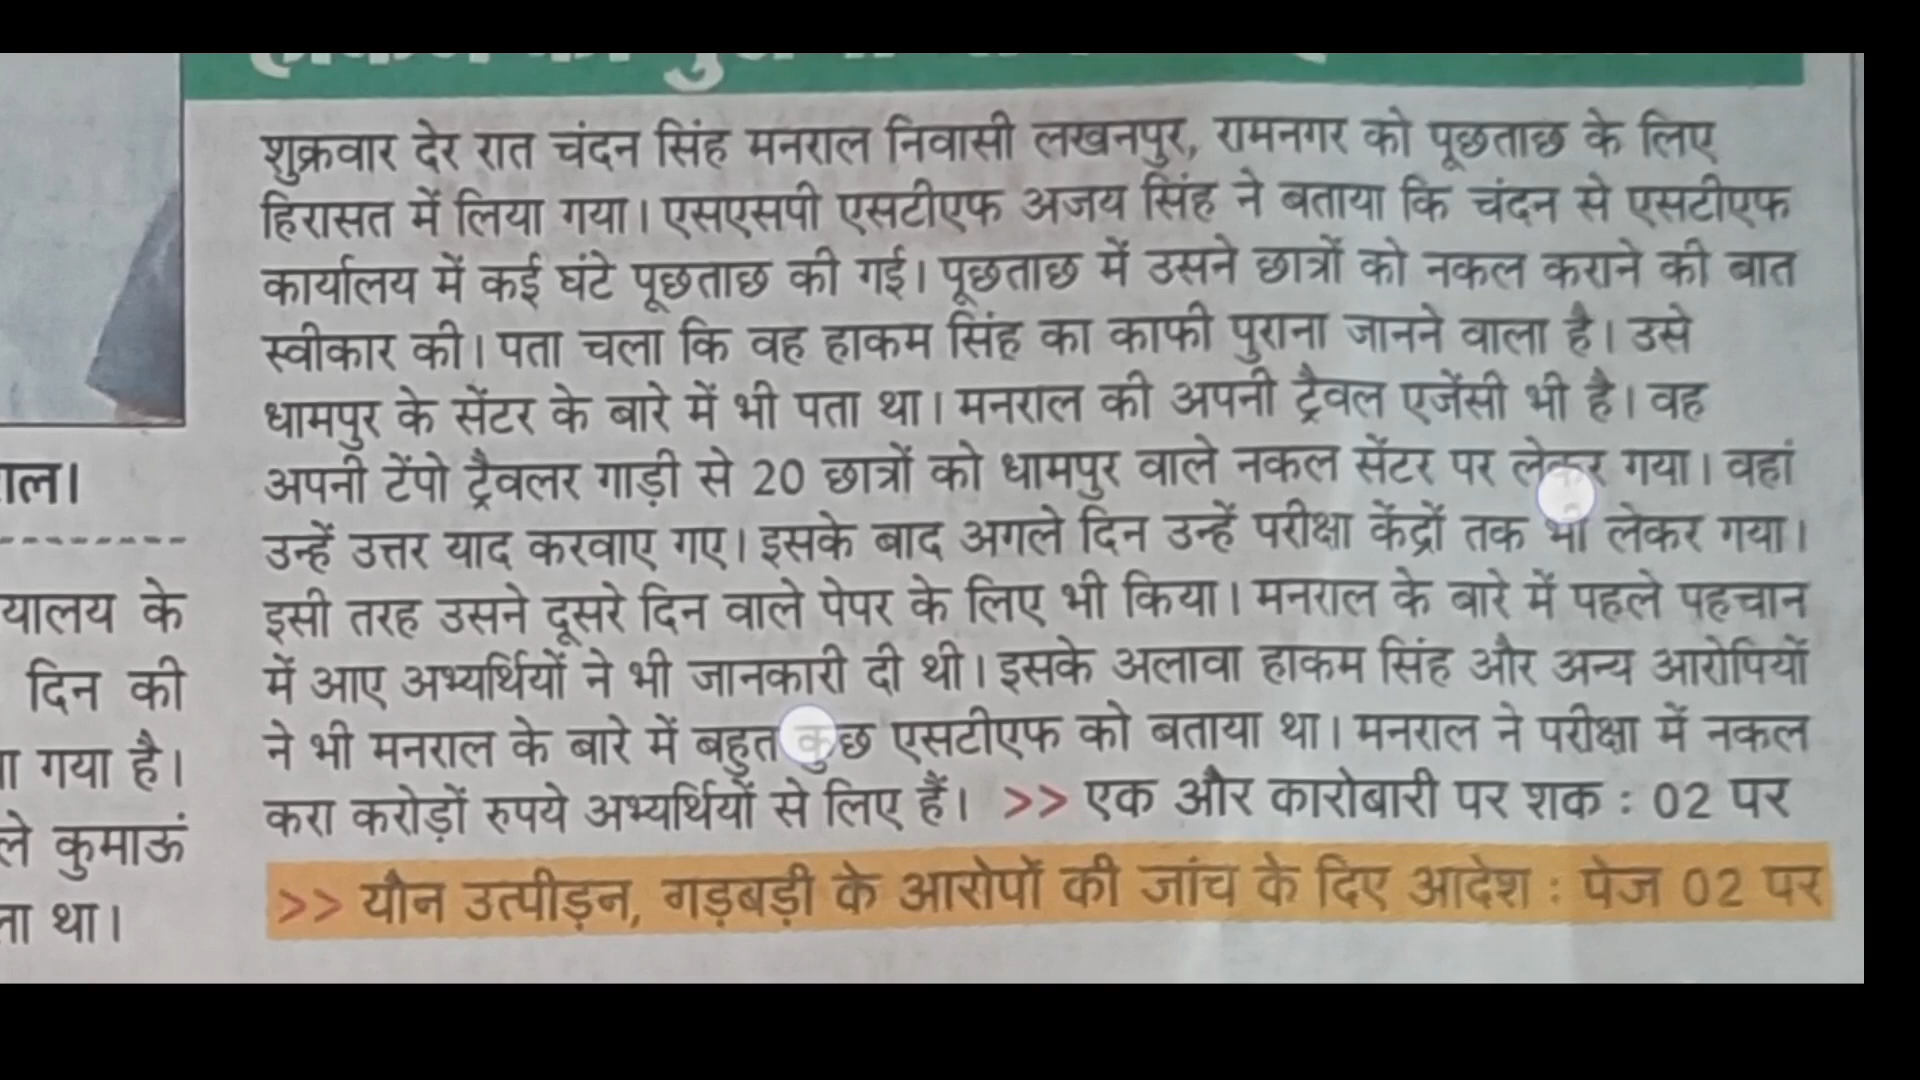 शुक्रवार देर रात चंदन सिंह मनराल निवासी लखनपुर, रामनगर को पूछताछ के लिए
हिरासत में लिया गया। एसएसपी एसटीएफ अजय सिंह ने बताया कि चंदन से एसटीएफ
कार्यालय में कई घंटे पूछताछ की गई। पूछताछ में उसने छात्रों को नकल कराने की बात
स्वीकार की। पता चला कि वह हाकम सिंह का काफी पुराना जानने वाला है। उसे
धामपुर के सेंटर के बारे में भी पता था। मनराल की अपनी ट्रैवल एजेंसी भी है। वह
अपनी टेंपो ट्रैवलर गाड़ी से 20 छात्रों को धामपुर वाले नकल सेंटर पर लेकर गया। वहां
उन्हें उत्तर याद करवाए गए। इसके बाद अगले दिन उन्हें परीक्षा केंद्रों तक भी लेकर गया।
इसी तरह उसने दूसरे दिन वाले पेपर के लिए भी किया। मनराल के बारे में पहले पहचान
में आए अभ्यर्थियों ने भी जानकारी दी थी। इसके अलावा हाकम सिंह और अन्य आरोपियों
ने भी मनराल के बारे में बहुत कुछ एसटीएफ को बताया था। मनराल ने परीक्षा में नकल
करा करोड़ों रुपये अभ्यर्थियों से लिए हैं। >> एक और कारोबारी पर शक : 02 पर
>> यौन उत्पीड़न, गड़बड़ी के आरोपों की जांच के दिए आदेश : पेज 02 पर
के
दिन की
गया है।
कुमाऊं
था।